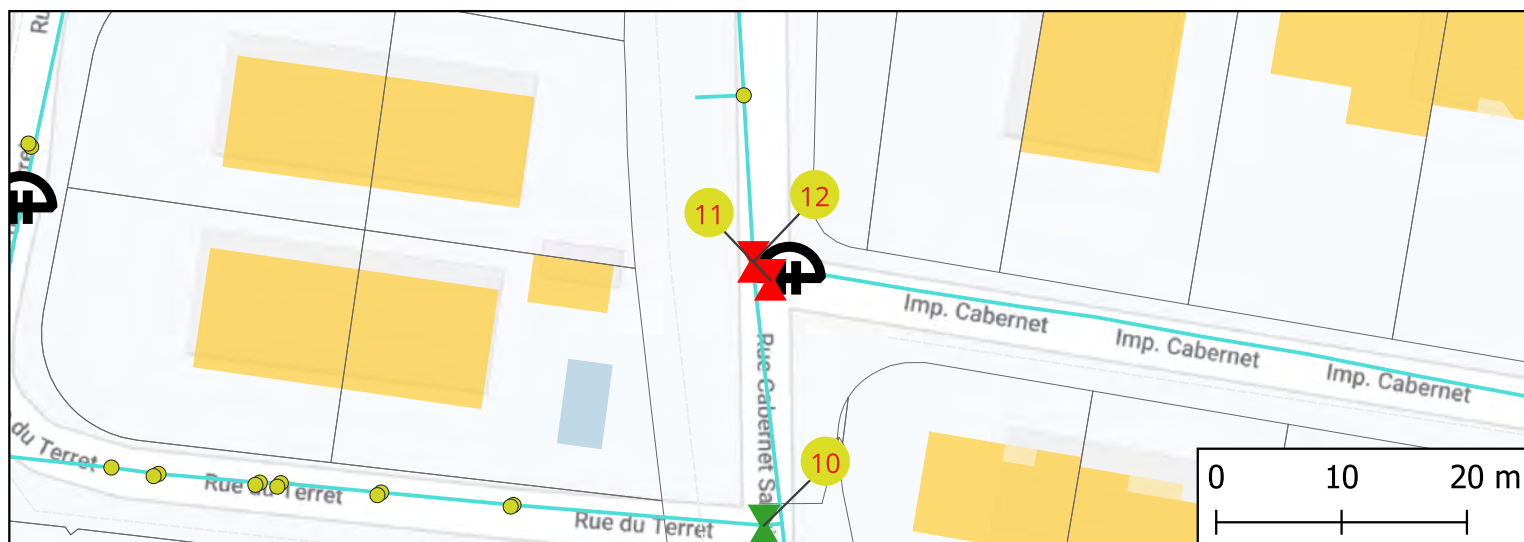 Ru
11
12
Imp. Cabernet
Imp. Cabernet
Imp. Cabernet
Rue Cabernet Sa
du Terret
Rue du Terret
Rue du Terret
10
0 10 20 m